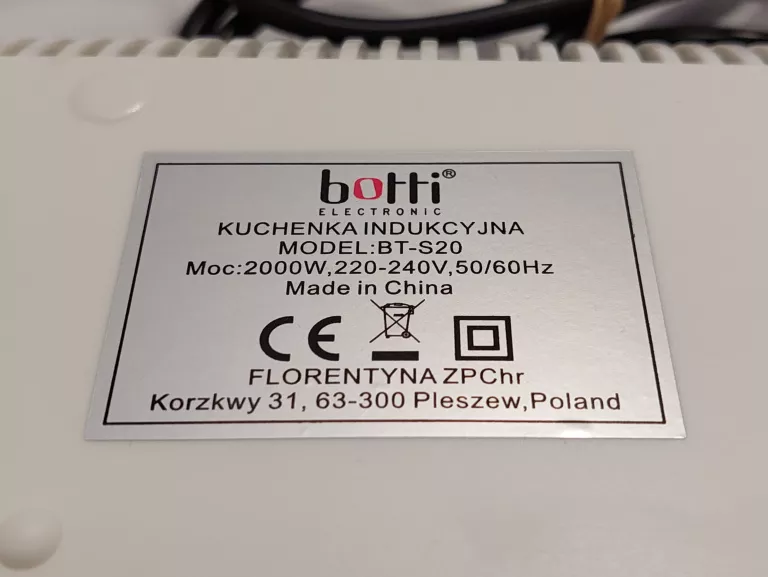 botti®
ELECTRONIC
KUCHENKA INDUKCYJNA
MODEL:BT-S20
Moc:2000W,220-240V,50/60Hz
Made in China
CE
FLORENTYNA ZPChr
Korzkwy 31, 63-300 Pleszew,Poland